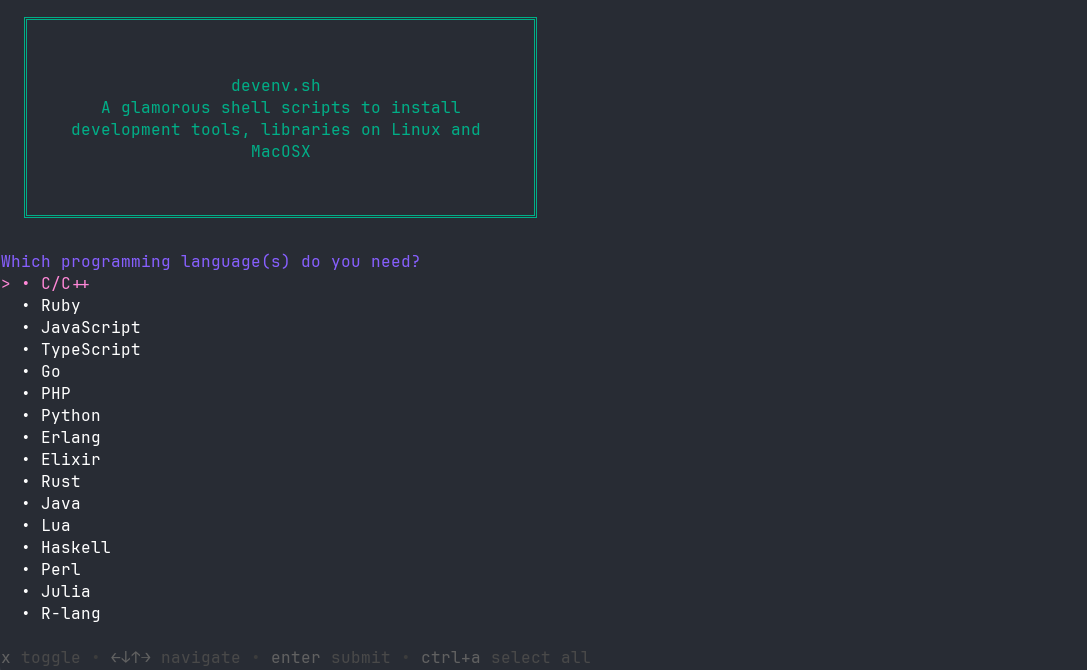 devenv.sh
A glamorous shell scripts to install
development tools, libraries on Linux and
MacOSX
Which programming language(s) do you need?
> • C/C++
• Ruby
• JavaScript
• TypeScript
• Go
• PHP
• Python
• Erlang
• Elixir
• Rust
• Java
• Lua
• Haskell
• Perl
• Julia
• R-lang
x toggle • ←↓↑→ navigate • enter submit • ctrl+a select all